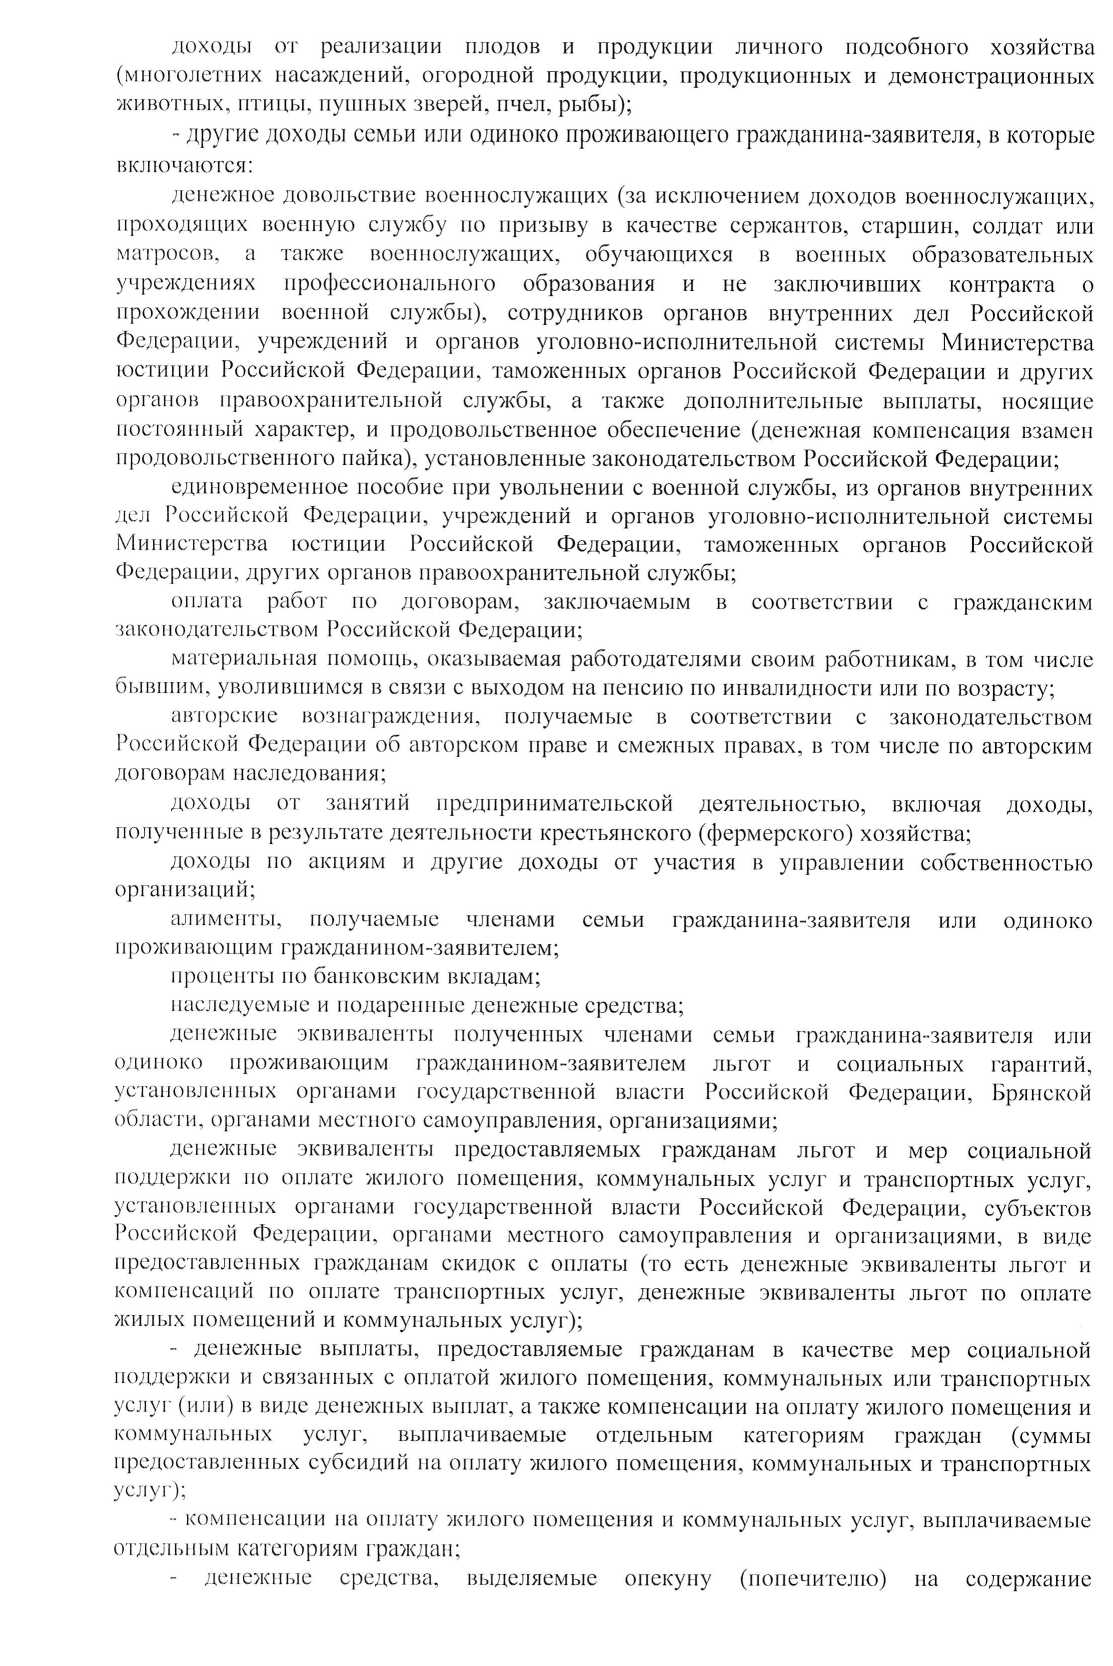 доходы от реализации плодов и продукции личного подсобного хозяйства
(многолетних насаждений, огородной продукции, продукционных и демонстрационных
животных, птицы, пушных зверей, пчел, рыбы);
- другие доходы семьи или одиноко проживающего гражданина-заявителя, в которые
включаются:
денежное довольствие военнослужащих (за исключением доходов военнослужащих,
проходящих военную службу по призыву в качестве сержантов, старшин, солдат или
матросов, а также военнослужащих, обучающихся в военных образовательных
учреждениях профессионального образования и не заключивших контракта о
прохождении военной службы), сотрудников органов внутренних дел Российской
Федерации, учреждений и органов уголовно-исполнительной системы Министерства
юстиции Российской Федерации, таможенных органов Российской Федерации и других
органов правоохранительной службы, а также дополнительные выплаты, носящие
постоянный характер, и продовольственное обеспечение (денежная компенсация взамен
продовольственного пайка), установленные законодательством Российской Федерации;
единовременное пособие при увольнении с военной службы, из органов внутренних
дел Российской Федерации, учреждений и органов уголовно-исполнительной системы
Министерства юстиции Российской Федерации, таможенных органов Российской
Федерации, других органов правоохранительной службы;
оплата работ по договорам, заключаемым в соответствии с гражданским
законодательством Российской Федерации;
материальная помощь, оказываемая работодателями своим работникам, в том числе
бывшим, уволившимся в связи с выходом на пенсию по инвалидности или по возрасту;
авторские вознаграждения, получаемые в соответствии с законодательством
Российской Федерации об авторском праве и смежных правах, в том числе по авторским
договорам наследования;
доходы от занятий предпринимательской деятельностью, включая доходы,
полученные в результате деятельности крестьянского (фермерского) хозяйства;
доходы по акциям и другие доходы от участия в управлении собственностью
организаций;
алименты, получаемые членами семьи гражданина-заявителя или одиноко
проживающим гражданином-заявителем;
проценты по банковским вкладам;
наследуемые и подаренные денежные средства;
денежные эквиваленты полученных членами семьи гражданина-заявителя или
одиноко проживающим гражданином-заявителем льгот и социальных гарантий,
установленных органами государственной власти Российской Федерации, Брянской
области, органами местного самоуправления, организациями;
денежные эквиваленты предоставляемых гражданам льгот и мер социальной
поддержки по оплате жилого помещения, коммунальных услуг и транспортных услуг,
установленных органами государственной власти Российской Федерации, субъектов
Российской Федерации, органами местного самоуправления и организациями, в виде
предоставленных гражданам скидок с оплаты (то есть денежные эквиваленты льгот и
компенсаций по оплате транспортных услуг, денежные эквиваленты льгот по оплате
жилых помещений и коммунальных услуг);
- денежные выплаты, предоставляемые гражданам в качестве мер социальной
поддержки и связанных с оплатой жилого помещения, коммунальных или транспортных
услуг (или) в виде денежных выплат, а также компенсации на оплату жилого помещения и
коммунальных услуг, выплачиваемые отдельным категориям граждан (суммы
предоставленных субсидий на оплату жилого помещения, коммунальных и транспортных
услуг);
- компенсации на оплату жилого помещения и коммунальных услуг, выплачиваемые
отдельным категориям граждан;
- денежные средства, выделяемые опекуну (попечителю) на содержание